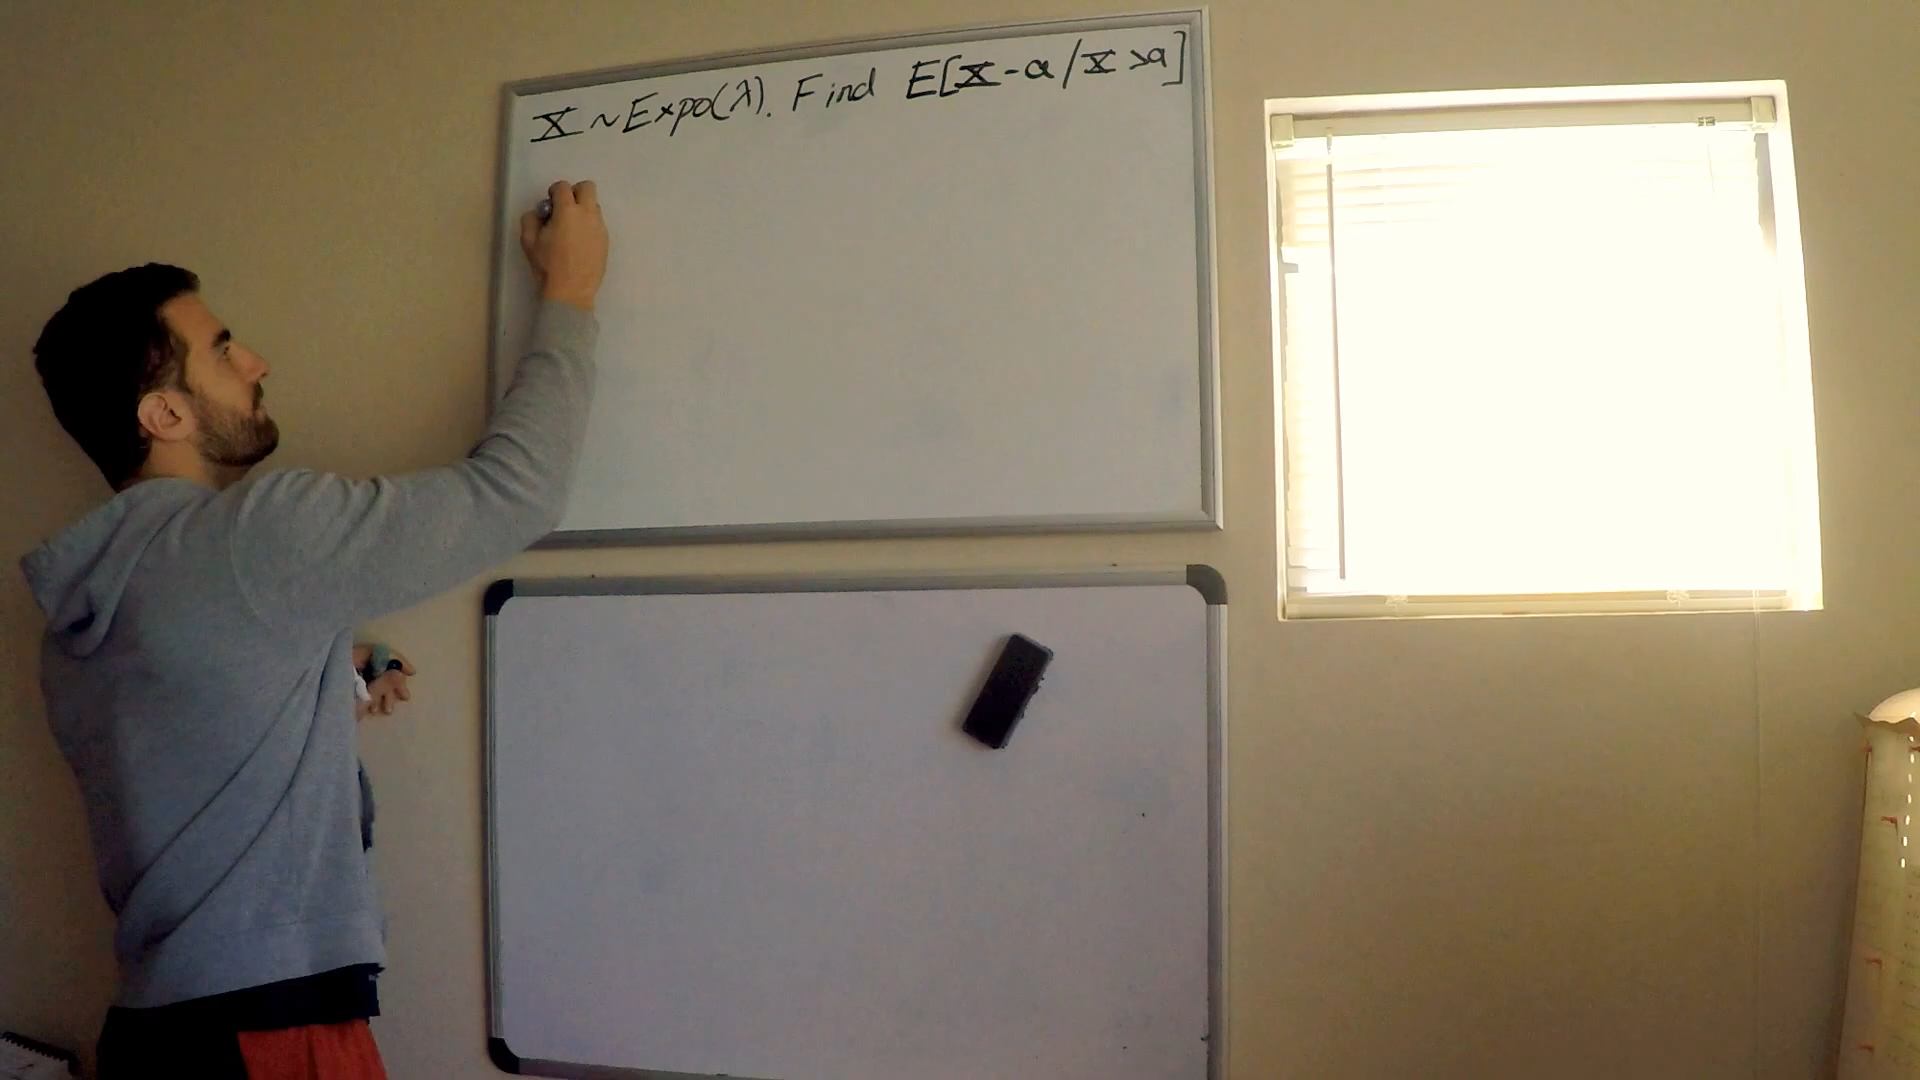 X ~ Expo(λ). Find E[X - a / X > a]